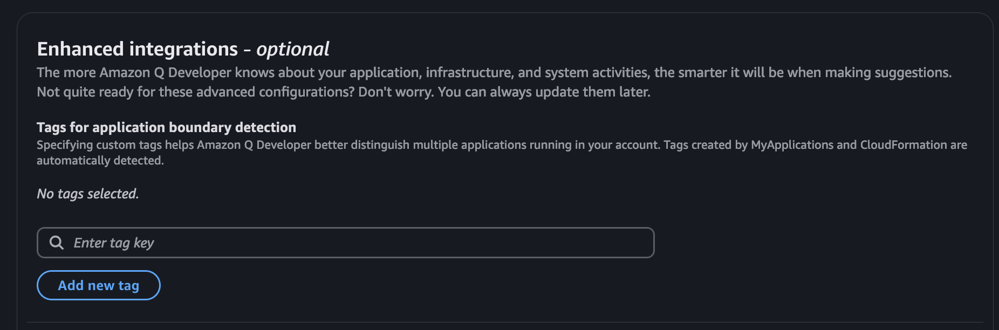 Enhanced integrations - optional
The more Amazon Q Developer knows about your application, infrastructure, and system activities, the smarter it will be when making suggestions.
Not quite ready for these advanced configurations? Don't worry. You can always update them later.
Tags for application boundary detection
Specifying custom tags helps Amazon Q Developer better distinguish multiple applications running in your account. Tags created by MyApplications and CloudFormation are
automatically detected.
No tags selected.
Enter tag key
Add new tag